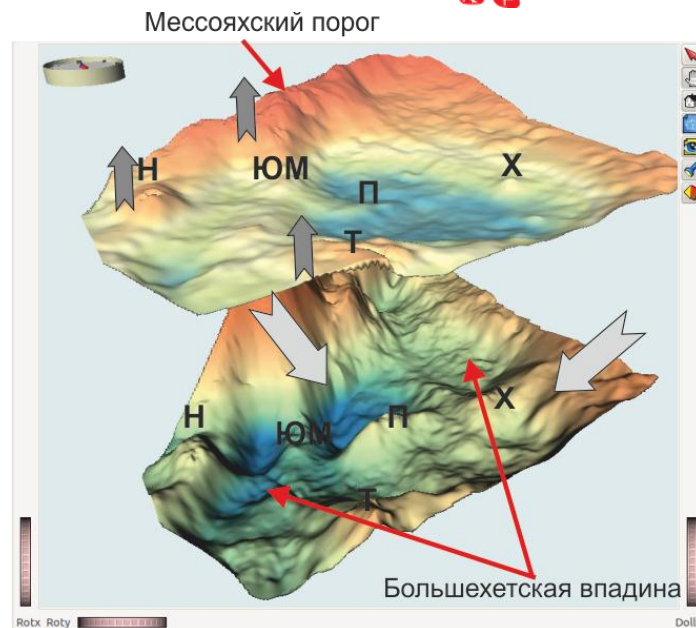 Мессояхский порог
Н
ЮМ
П
Х
Т
Н
ЮМ
П
Х
Т
Большехетская впадина
Rotx Roty
Doll